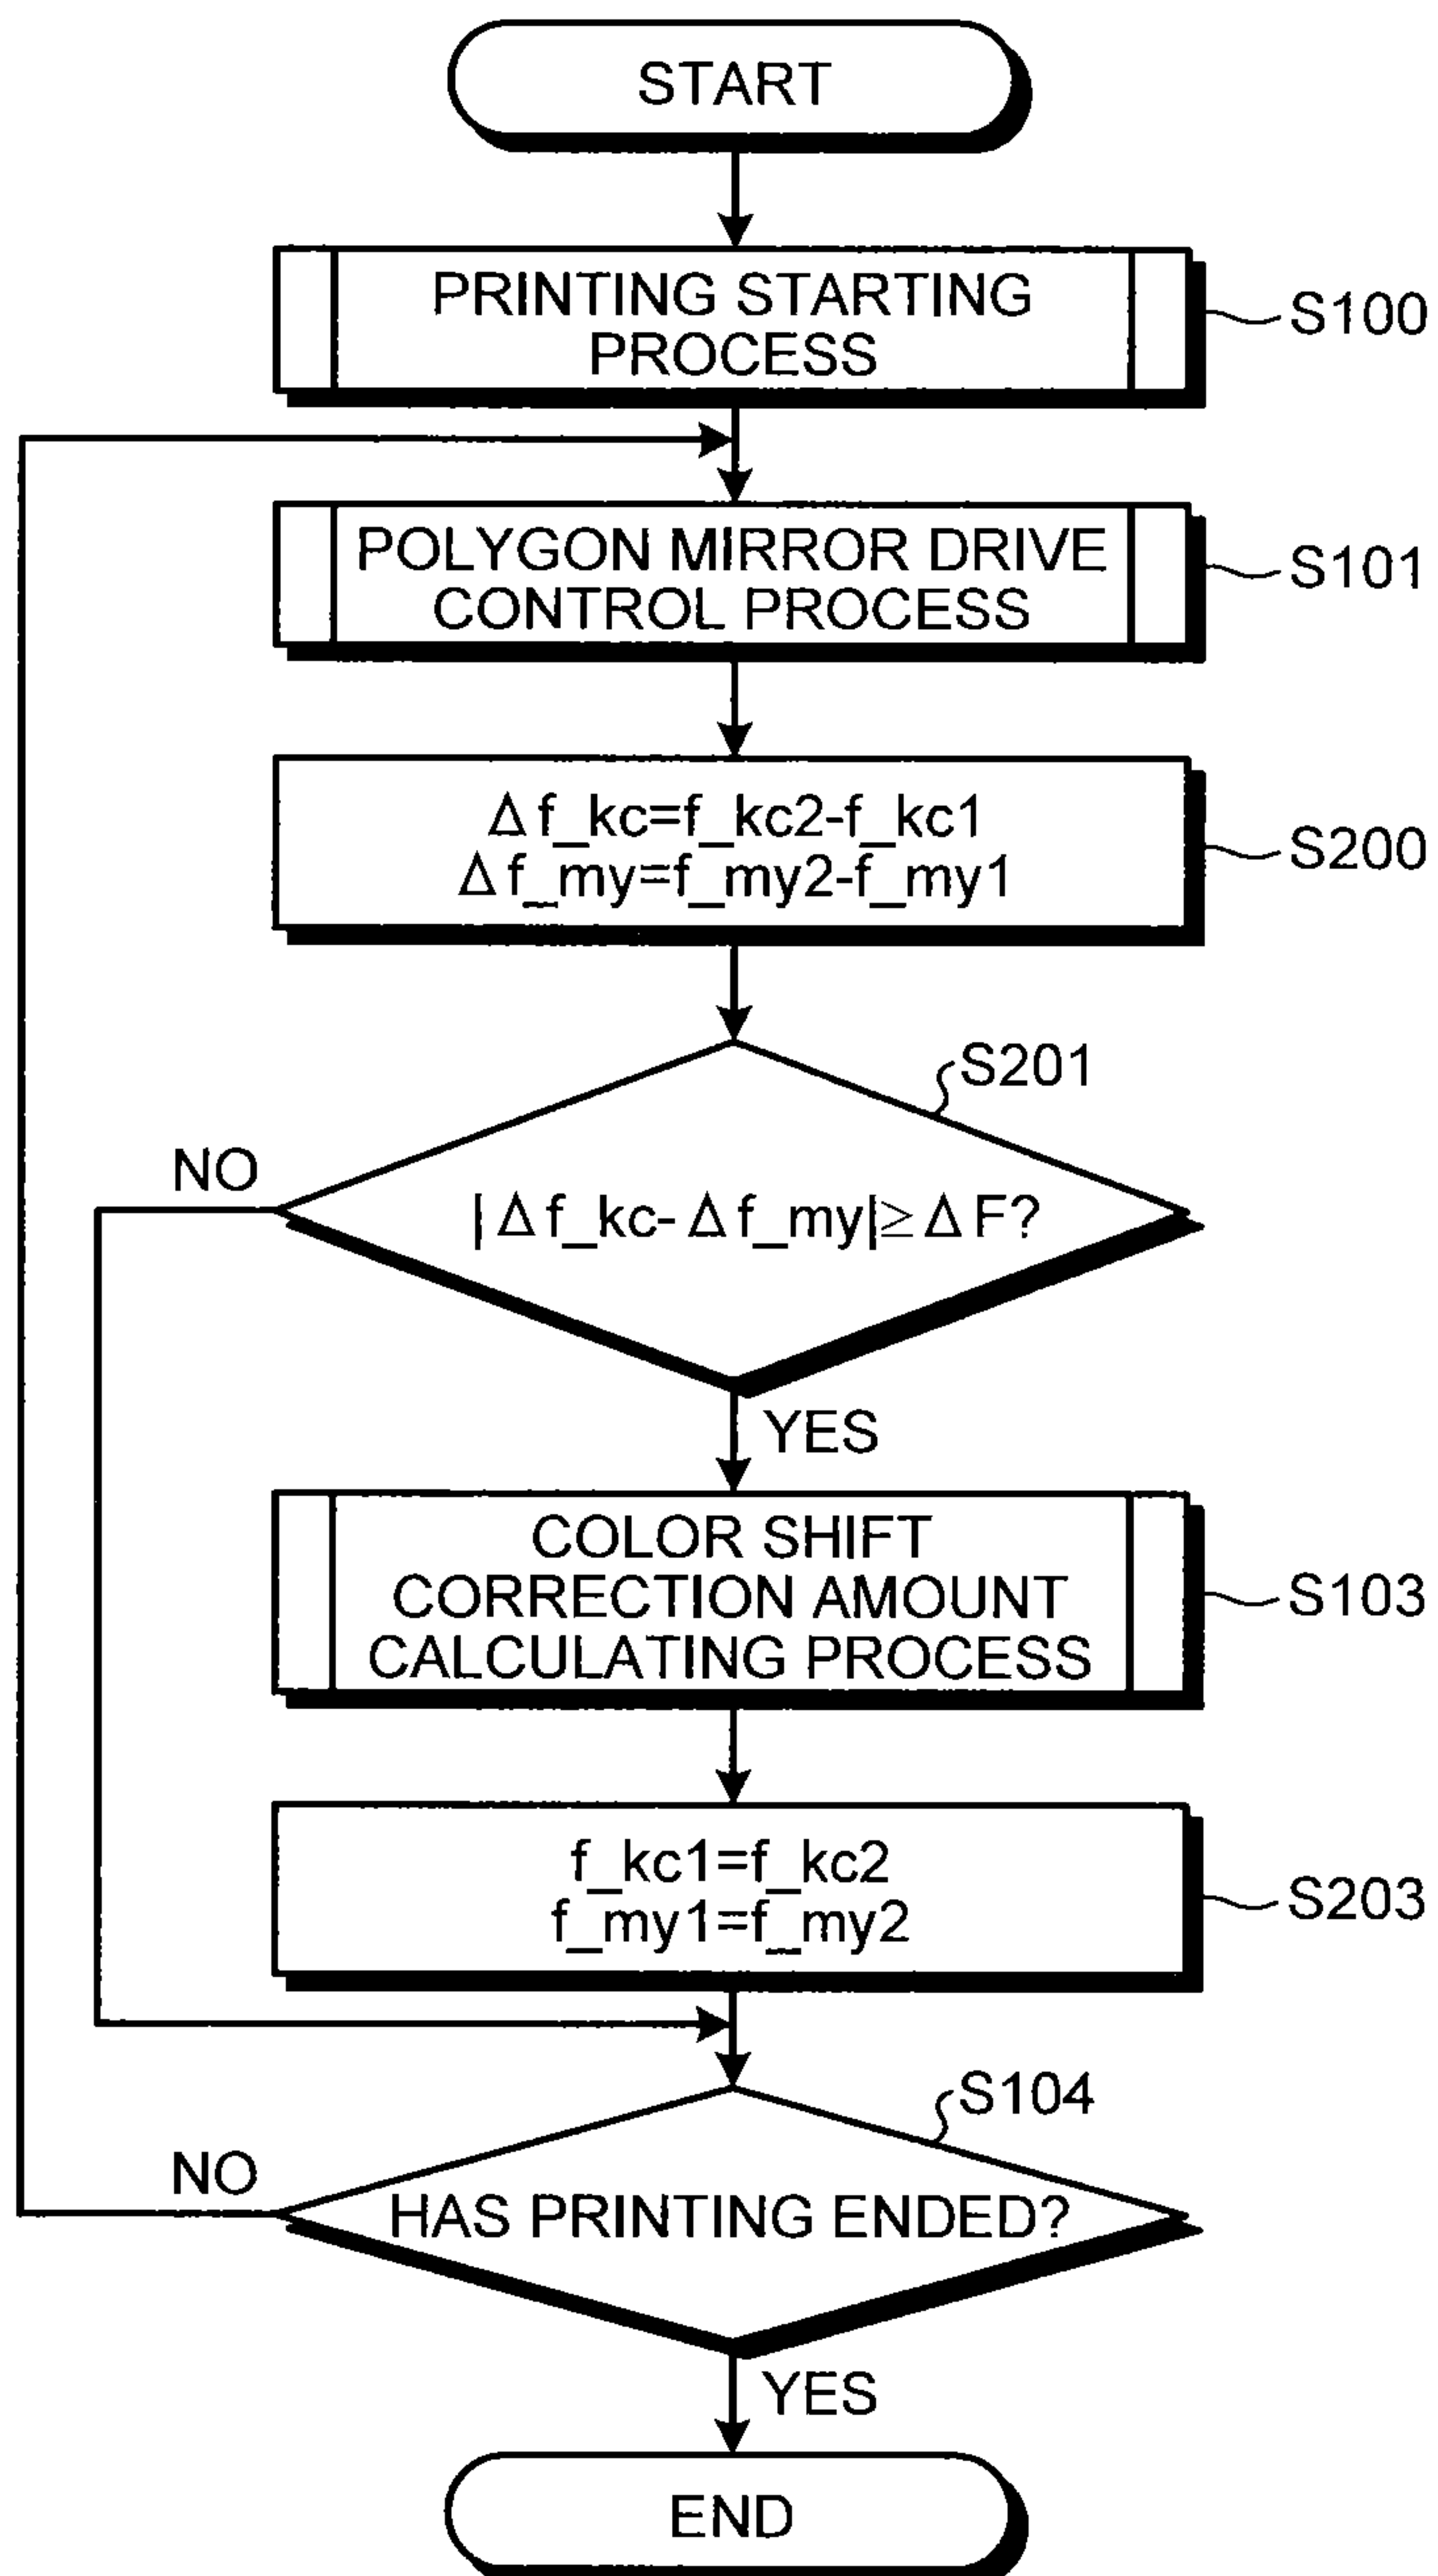 START
PRINTING STARTING
PROCESS
S100
POLYGON MIRROR DRIVE
CONTROL PROCESS
S101
Δf_kc=f_kc2-f_kc1
Δf_my=f_my2-f_my1
S200
S201
NO
|Δf_kc-Δf_my|≥ΔF?
YES
COLOR SHIFT
CORRECTION AMOUNT
CALCULATING PROCESS
S103
f_kc1=f_kc2
f_my1=f_my2
S203
S104
NO
HAS PRINTING ENDED?
YES
END